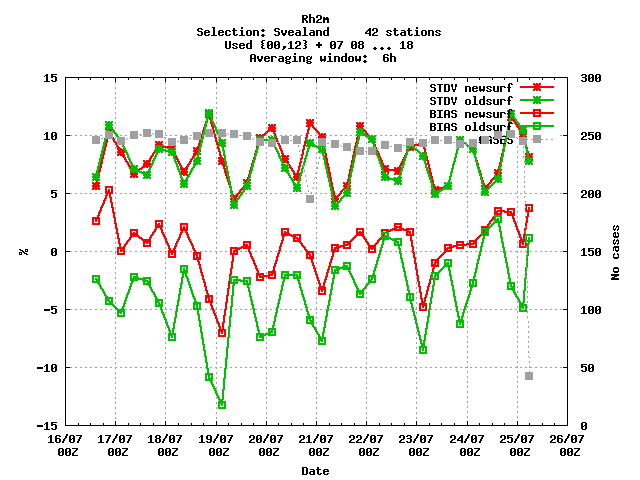 Rh2m
Selection: Svealand 42 stations
Used {00,12} + 07 08 ... 18
Averaging window: 6h
15 300
STDV newsurf
STDV oldsurf
BIAS newsurf
BIAS oldsurf
CASES
10 250
5 200
% 0 150 No cases
-5 100
-10 50
-15 0
16/07 17/07 18/07 19/07 20/07 21/07 22/07 23/07 24/07 25/07 26/07
00Z 00Z 00Z 00Z 00Z 00Z 00Z 00Z 00Z 00Z 00Z
Date